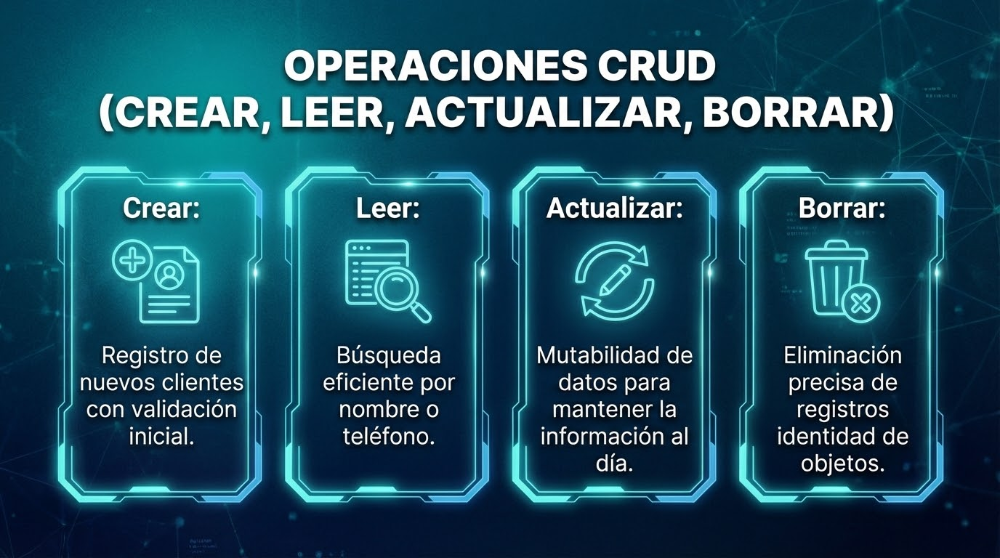 OPERACIONES CRUD
(CREAR, LEER, ACTUALIZAR, BORRAR)
Crear:
Registro de
nuevos clientes
con validación
inicial.
Leer:
Búsqueda
eficiente por
nombre o
teléfono.
Actualizar:
Mutabilidad de
datos para
mantener la
información al
día.
Borrar:
Eliminación
precisa de
registros
identidad de
objetos.